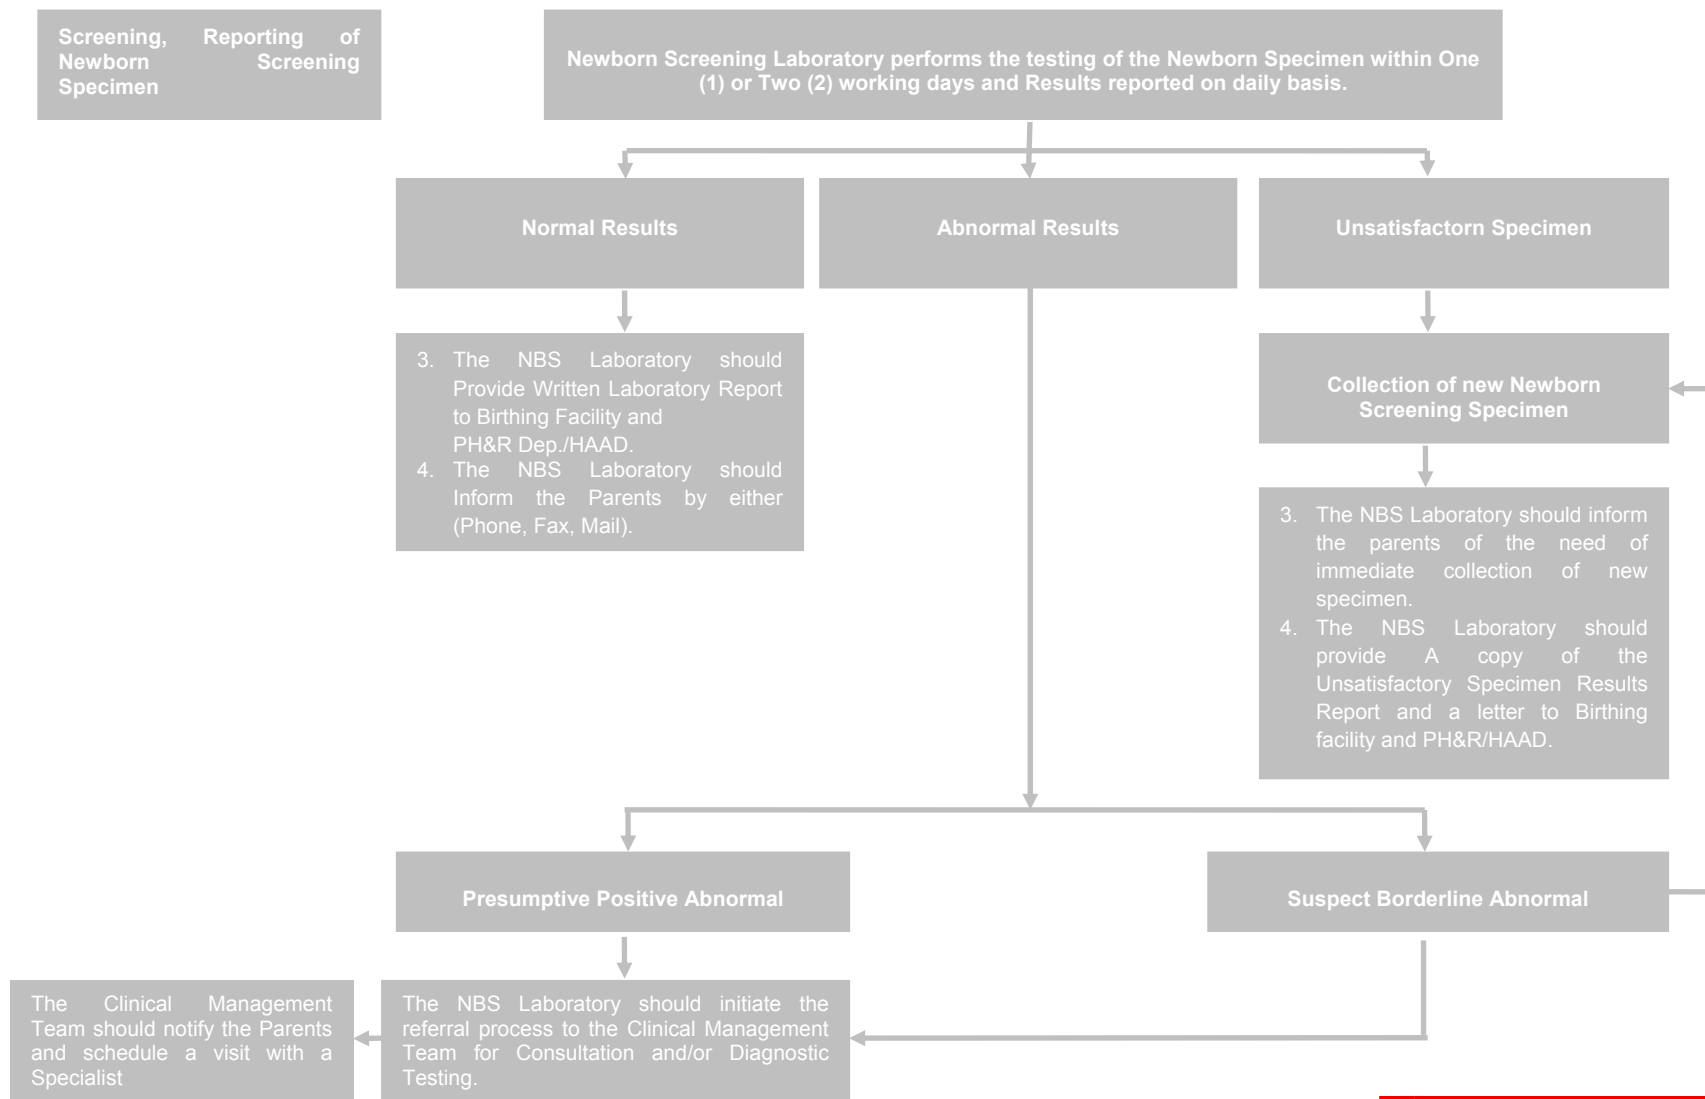 Screening, Reporting of
Newborn Screening
Specimen
Newborn Screening Laboratory performs the testing of the Newborn Specimen within One
(1) or Two (2) working days and Results reported on daily basis.
Normal Results
Abnormal Results
Unsatisfactorn Specimen
3. The NBS Laboratory should
Provide Written Laboratory Report
to Birthing Facility and
PH&R Dep./HAAD.
4. The NBS Laboratory should
Inform the Parents by either
(Phone, Fax, Mail).
Collection of new Newborn
Screening Specimen
3. The NBS Laboratory should inform
the parents of the need of
immediate collection of new
specimen.
4. The NBS Laboratory should
provide A copy of the
Unsatisfactory Specimen Results
Report and a letter to Birthing
facility and PH&R/HAAD.
Presumptive Positive Abnormal
Suspect Borderline Abnormal
The Clinical Management
Team should notify the Parents
and schedule a visit with a
Specialist
The NBS Laboratory should initiate the
referral process to the Clinical Management
Team for Consultation and/or Diagnostic
Testing.